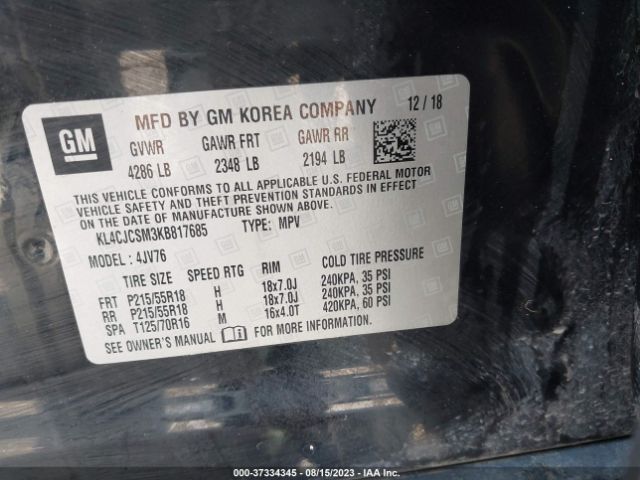 GM
MFD BY GM KOREA COMPANY 12/18
GVWR GAWR FRT GAWR RR
4286 LB 2348 LB 2194 LB
THIS VEHICLE CONFORMS TO ALL APPLICABLE U.S. FEDERAL MOTOR
VEHICLE SAFETY AND THEFT PREVENTION STANDARDS IN EFFECT
ON THE DATE OF MANUFACTURE SHOWN ABOVE.
KL4CJCSM3KB817685 TYPE: MPV
MODEL: 4JV76
TIRE SIZE SPEED RTG RIM COLD TIRE PRESSURE
FRT P215/55R18 H 18x7.0J 240KPA, 35 PSI
RR P215/55R18 H 18x7.0J 240KPA, 35 PSI
SPA T125/70R16 M 16x4.0T 420KPA, 60 PSI
SEE OWNER'S MANUAL FOR MORE INFORMATION.
000-37334345 - 08/15/2023 - IAA Inc.